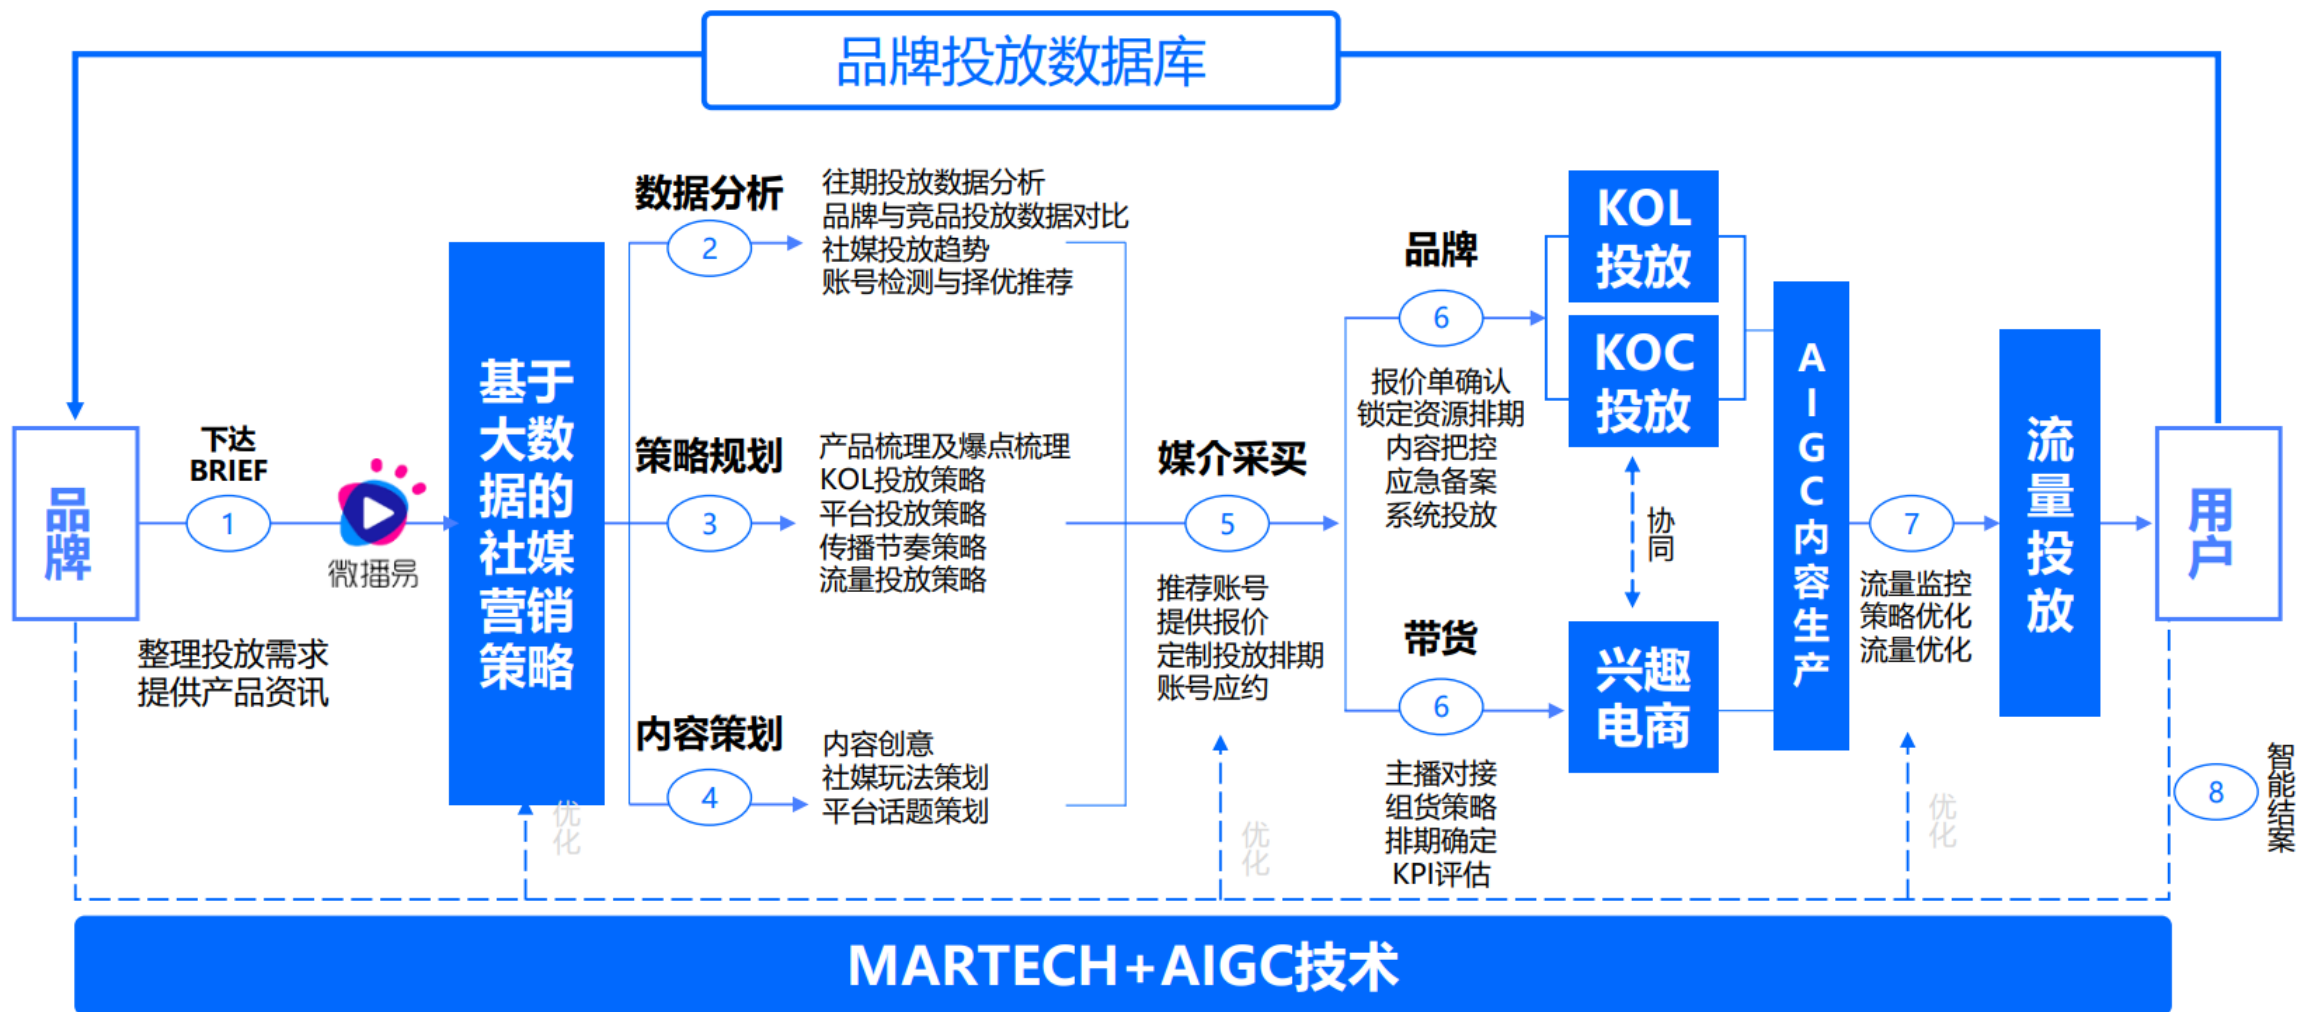 品牌投放数据库
品牌
下达
BRIEF
1
整理投放需求
提供产品资讯
微播易
基于
大数
据的
社媒
营销
策略
数据分析
2
往期投放数据分析
品牌与竞品投放数据对比
社媒投放趋势
账号检测与择优推荐
策略规划
3
产品梳理及爆点梳理
KOL投放策略
平台投放策略
传播节奏策略
流量投放策略
内容策划
4
内容创意
社媒玩法策划
平台话题策划
优化
媒介采买
5
推荐账号
提供报价
定制投放排期
账号应约
优化
品牌
6
报价单确认
锁定资源排期
内容把控
应急备案
系统投放
带货
6
主播对接
组货策略
排期确定
KPI评估
KOL
投放
KOC
投放
协同
兴趣
电商
AIGC内容生产
7
流量监控
策略优化
流量优化
优化
流量投放
用户
8
智能结案
MARTECH+AIGC技术